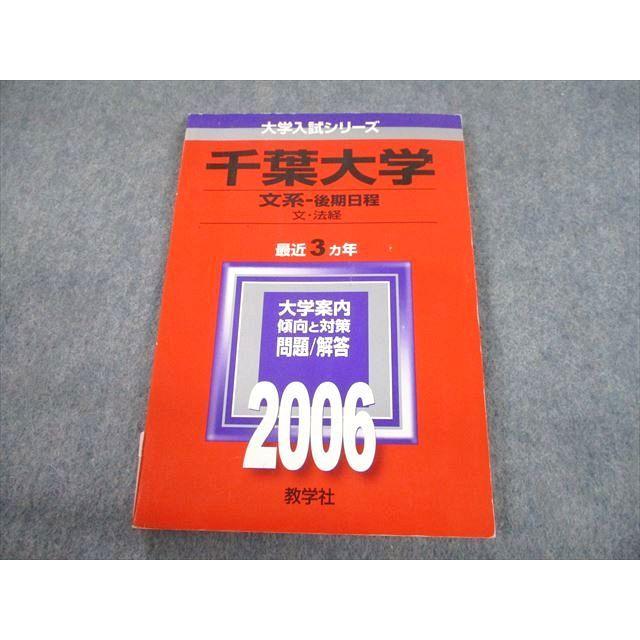 大学入試シリーズ
千葉大学
文系-後期日程
文・法経
最近3ヵ年
大学案内
傾向と対策
問題/解答
2006
教学社